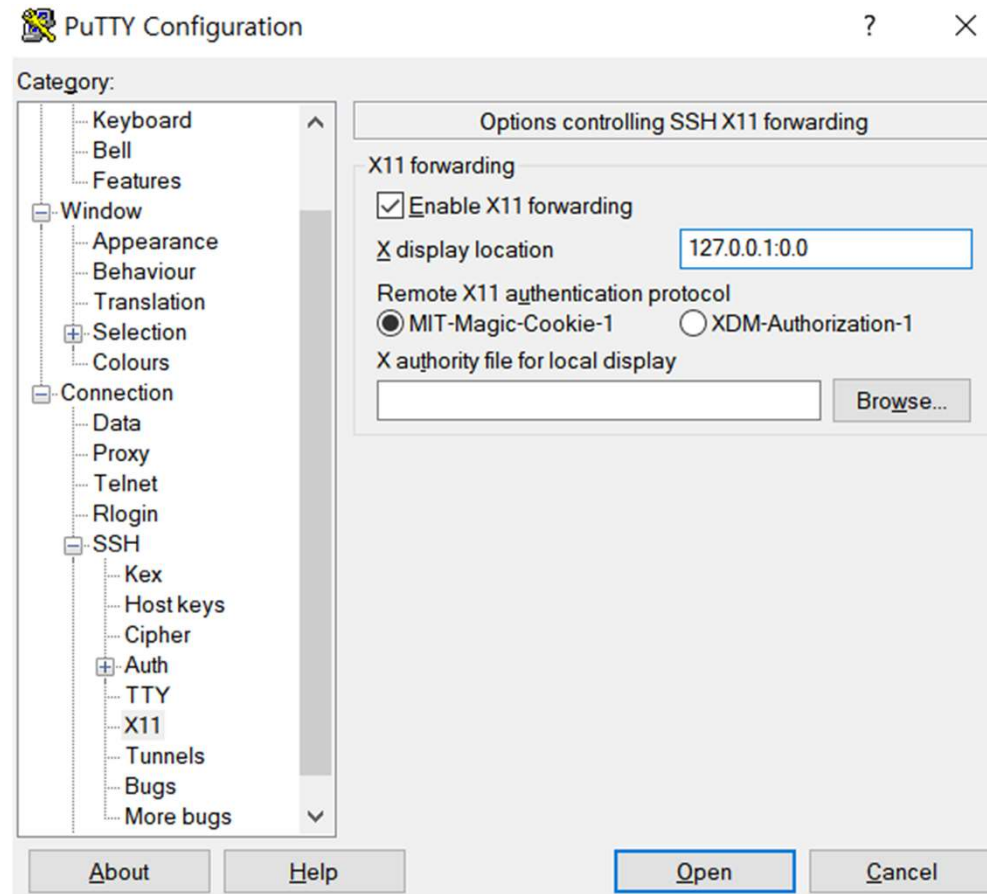 PuTTY Configuration
?
Category:
Keyboard
Bell
Features
Window
Appearance
Behaviour
Translation
Selection
Colours
Connection
Data
Proxy
Telnet
Rlogin
SSH
Kex
Host keys
Cipher
Auth
TTY
X11
Tunnels
Bugs
More bugs
Options controlling SSH X11 forwarding
X11 forwarding
Enable X11 forwarding
X display location 127.0.0.1:0.0
Remote X11 authentication protocol
MIT-Magic-Cookie-1 XDM-Authorization-1
X authority file for local display
Browse...
About Help Open Cancel